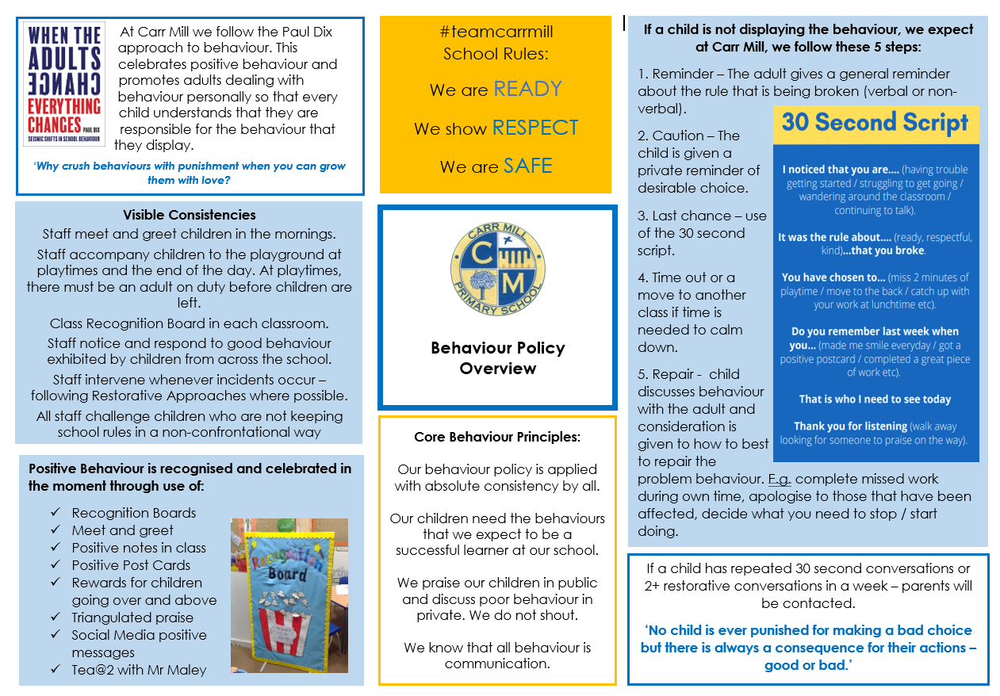 WHEN THE
ADULTS
CHANGE
EVERYTHING
CHANGES PAUL DIX
SEISMIC SHIFTS IN SCHOOL BEHAVIOUR
At Carr Mill we follow the Paul Dix
approach to behaviour. This
celebrates positive behaviour and
promotes adults dealing with
behaviour personally so that every
child understands that they are
responsible for the behaviour that
they display.
‘Why crush behaviours with punishment when you can grow
them with love?
Visible Consistencies
Staff meet and greet children in the mornings.
Staff accompany children to the playground at
playtimes and the end of the day. At playtimes,
there must be an adult on duty before children are
left.
Class Recognition Board in each classroom.
Staff notice and respond to good behaviour
exhibited by children from across the school.
Staff intervene whenever incidents occur –
following Restorative Approaches where possible.
All staff challenge children who are not keeping
school rules in a non-confrontational way
Positive Behaviour is recognised and celebrated in
the moment through use of:
✓ Recognition Boards
✓ Meet and greet
✓ Positive notes in class
✓ Positive Post Cards
✓ Rewards for children
going over and above
✓ Triangulated praise
✓ Social Media positive
messages
✓ Tea@2 with Mr Maley
Recognition
Board
#teamcarrmill
School Rules:
We are READY
We show RESPECT
We are SAFE
CARR MILL
C
M
PRIMARY SCHOOL
Behaviour Policy
Overview
Core Behaviour Principles:
Our behaviour policy is applied
with absolute consistency by all.
Our children need the behaviours
that we expect to be a
successful learner at our school.
We praise our children in public
and discuss poor behaviour in
private. We do not shout.
We know that all behaviour is
communication.
If a child is not displaying the behaviour, we expect
at Carr Mill, we follow these 5 steps:
1. Reminder – The adult gives a general reminder
about the rule that is being broken (verbal or non-
verbal).
2. Caution – The
child is given a
private reminder of
desirable choice.
3. Last chance – use
of the 30 second
script.
4. Time out or a
move to another
class if time is
needed to calm
down.
5. Repair - child
discusses behaviour
with the adult and
consideration is
given to how to best
to repair the
problem behaviour. E.g. complete missed work
during own time, apologise to those that have been
affected, decide what you need to stop / start
doing.
30 Second Script
I noticed that you are.... (having trouble
getting started / struggling to get going /
wandering around the classroom /
continuing to talk).
It was the rule about.... (ready, respectful,
kind)...that you broke.
You have chosen to... (miss 2 minutes of
playtime / move to the back / catch up with
your work at lunchtime etc).
Do you remember last week when
you... (made me smile everyday / got a
positive postcard / completed a great piece
of work etc).
That is who I need to see today
Thank you for listening (walk away
looking for someone to praise on the way).
If a child has repeated 30 second conversations or
2+ restorative conversations in a week – parents will
be contacted.
‘No child is ever punished for making a bad choice
but there is always a consequence for their actions –
good or bad.’